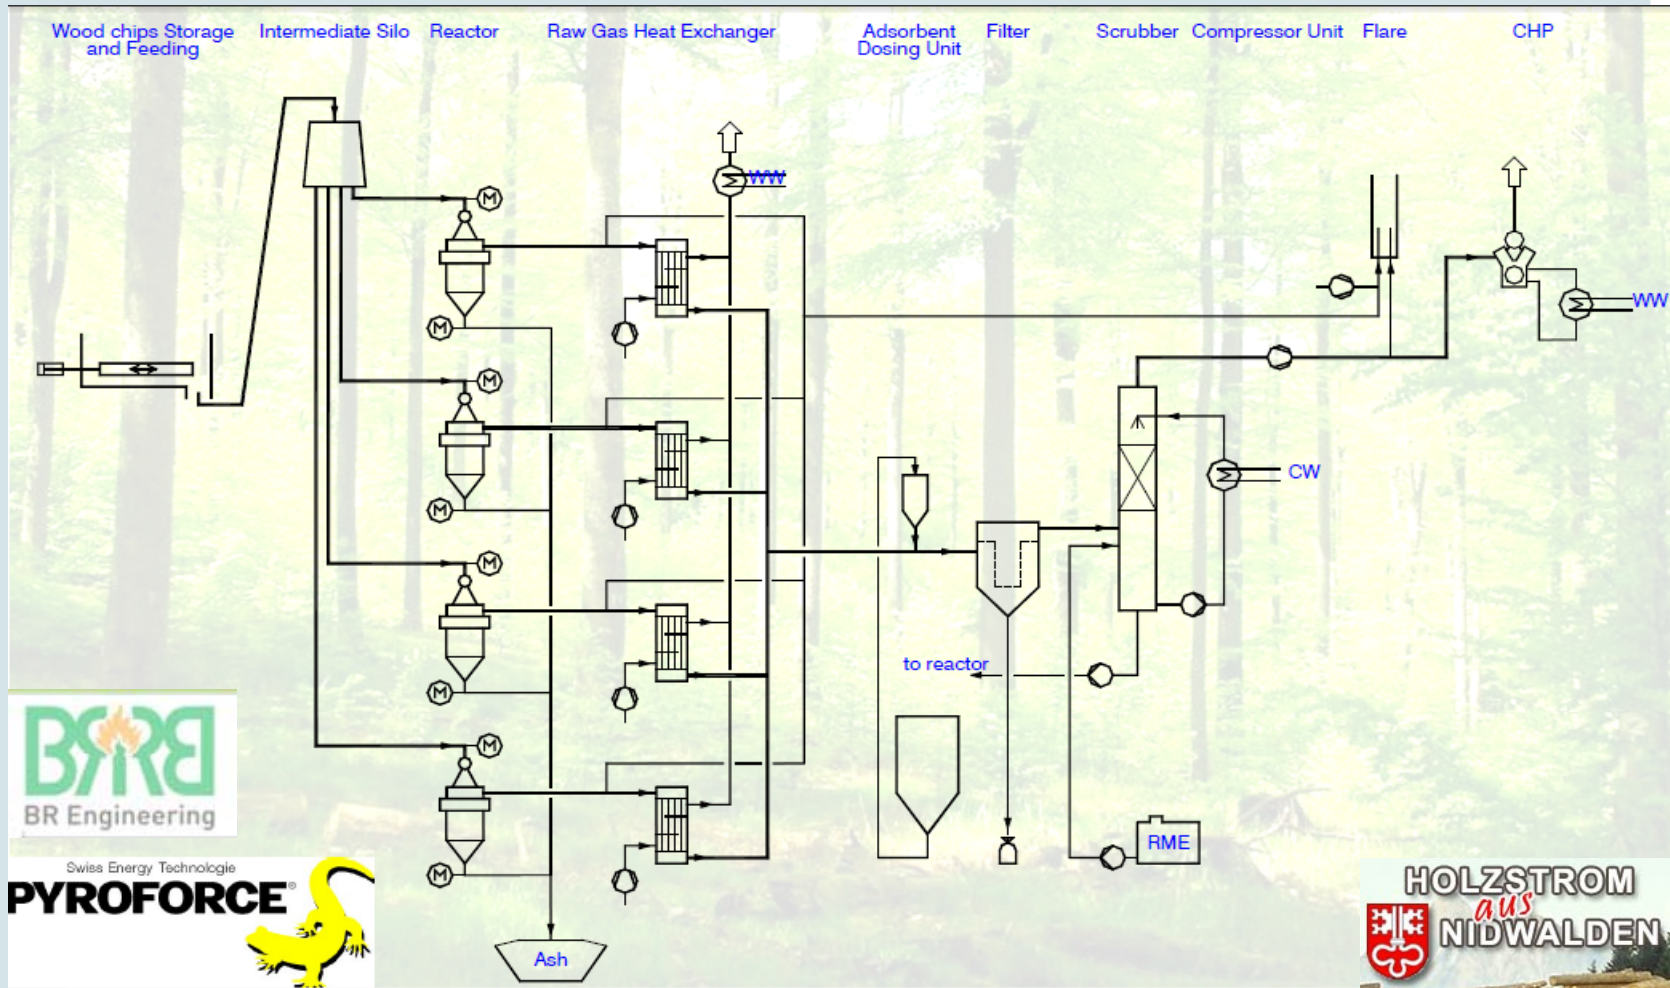 Wood chips Storage
and Feeding
Intermediate Silo
Reactor
Raw Gas Heat Exchanger
Adsorbent
Dosing Unit
Filter
Scrubber
Compressor Unit
Flare
CHP
WW
M
WW
M
M
M
CW
M
M
to reactor
M
M
RME
M
Ash
BRRB
BR Engineering
Swiss Energy Technologie
PYROFORCE®
HOLZSTROM
aus
NIDWALDEN